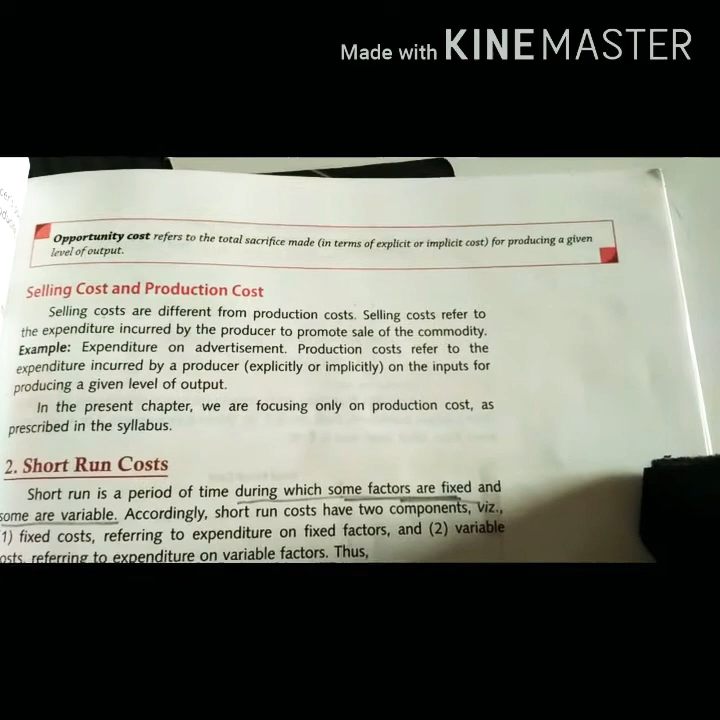 Made with KINEMASTER
Opportunity cost refers to the total sacrifice made (in terms of explicit or implicit cost) for producing a given
level of output.
Selling Cost and Production Cost
Selling costs are different from production costs. Selling costs refer to
the expenditure incurred by the producer to promote sale of the commodity.
Example: Expenditure on advertisement. Production costs refer to the
expenditure incurred by a producer (explicitly or implicitly) on the inputs for
producing a given level of output.
In the present chapter, we are focusing only on production cost, as
prescribed in the syllabus.
2. Short Run Costs
Short run is a period of time during which some factors are fixed and
some are variable. Accordingly, short run costs have two components, viz.,
1) fixed costs, referring to expenditure on fixed factors, and (2) variable
osts, referring to expenditure on variable factors. Thus,